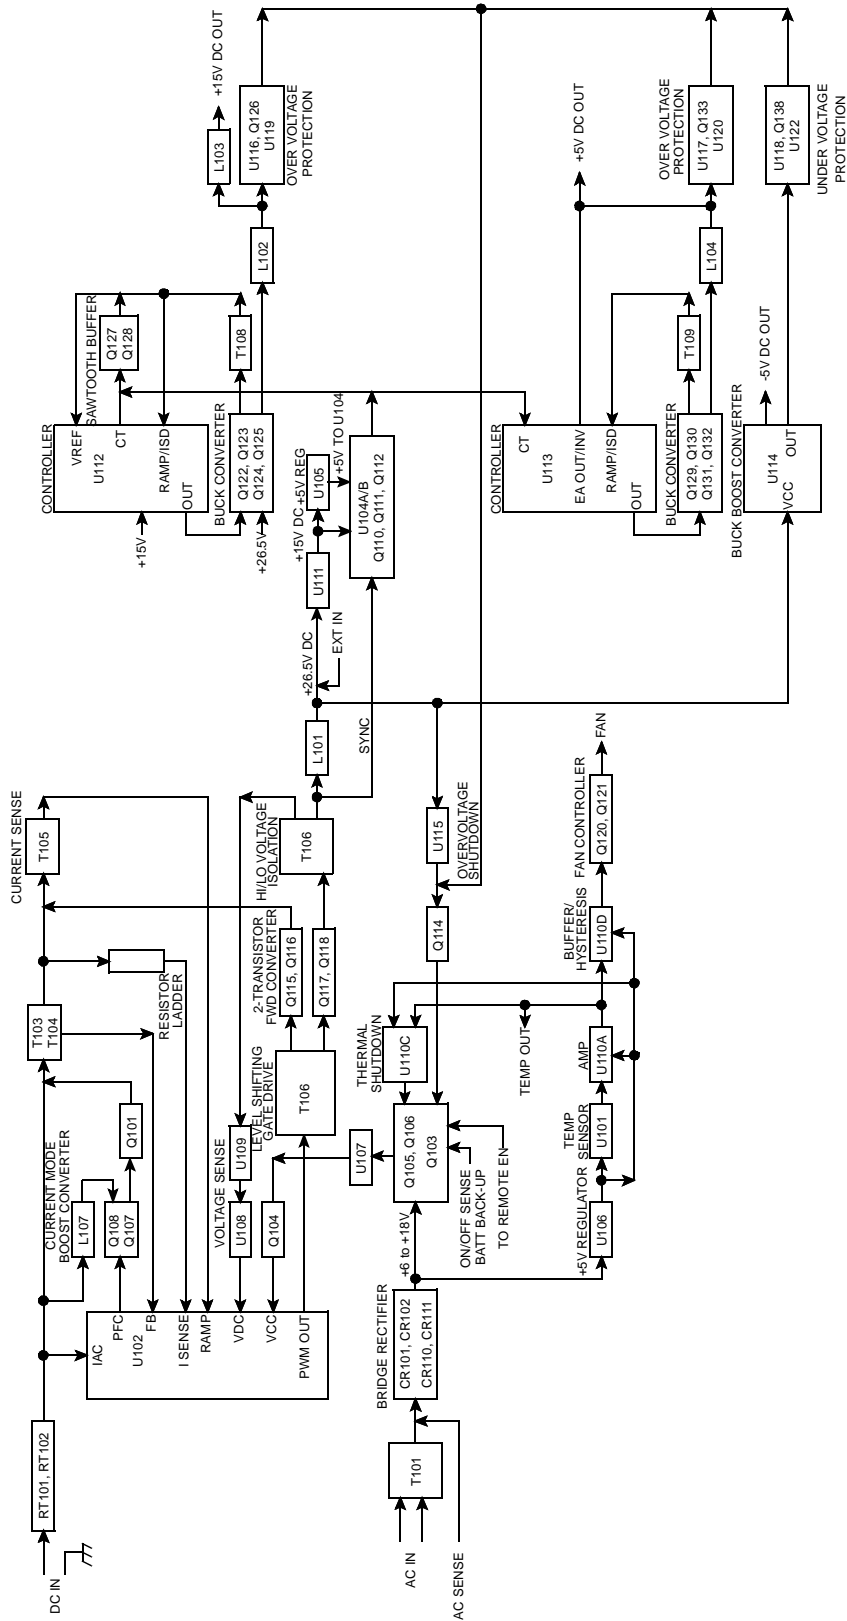 DC IN
RT101, RT102
IAC
PFC
U102
FB
I SENSE
RAMP
VDC
VCC
PWM OUT
CURRENT MODE
BOOST CONVERTER
L107
Q108
Q107
Q101
T103
T104
RESISTOR
LADDER
CURRENT SENSE
T105
VOLTAGE SENSE
U108
U109
Q104
U107
LEVEL SHIFTING
GATE DRIVE
T106
2-TRANSISTOR
FWD CONVERTER
Q115, Q116
Q117, Q118
HI/LO VOLTAGE
ISOLATION
T106
L101
SYNC
+26.5V DC
EXT IN
U111
+15V DC
+5V REG
U105
+5V TO U104
U104A/B
Q110, Q111, Q112
CONTROLLER
VREF
U112
CT
RAMP/ISD
OUT
+15V
SAWTOOTH BUFFER
Q127
Q128
BUCK CONVERTER
Q122, Q123
Q124, Q125
+26.5V
T108
L102
L103
+15V DC OUT
U116, Q126
U119
OVER VOLTAGE
PROTECTION
AC IN
AC SENSE
T101
BRIDGE RECTIFIER
CR101, CR102
CR110, CR111
+6 to +18V
ON/OFF SENSE
BATT BACK-UP
TO REMOTE EN
Q105, Q106
Q103
THERMAL
SHUTDOWN
U110C
Q114
U115
OVERVOLTAGE
SHUTDOWN
+5V REGULATOR
U106
TEMP
SENSOR
U101
AMP
U110A
TEMP OUT
BUFFER/
HYSTERESIS
U110D
FAN CONTROLLER
Q120, Q121
FAN
CONTROLLER
CT
U113
EA OUT/INV
RAMP/ISD
OUT
BUCK CONVERTER
Q129, Q130
Q131, Q132
T109
L104
+5V DC OUT
OVER VOLTAGE
PROTECTION
U117, Q133
U120
BUCK BOOST CONVERTER
U114
VCC
OUT
-5V DC OUT
U118, Q138
U122
UNDER VOLTAGE
PROTECTION